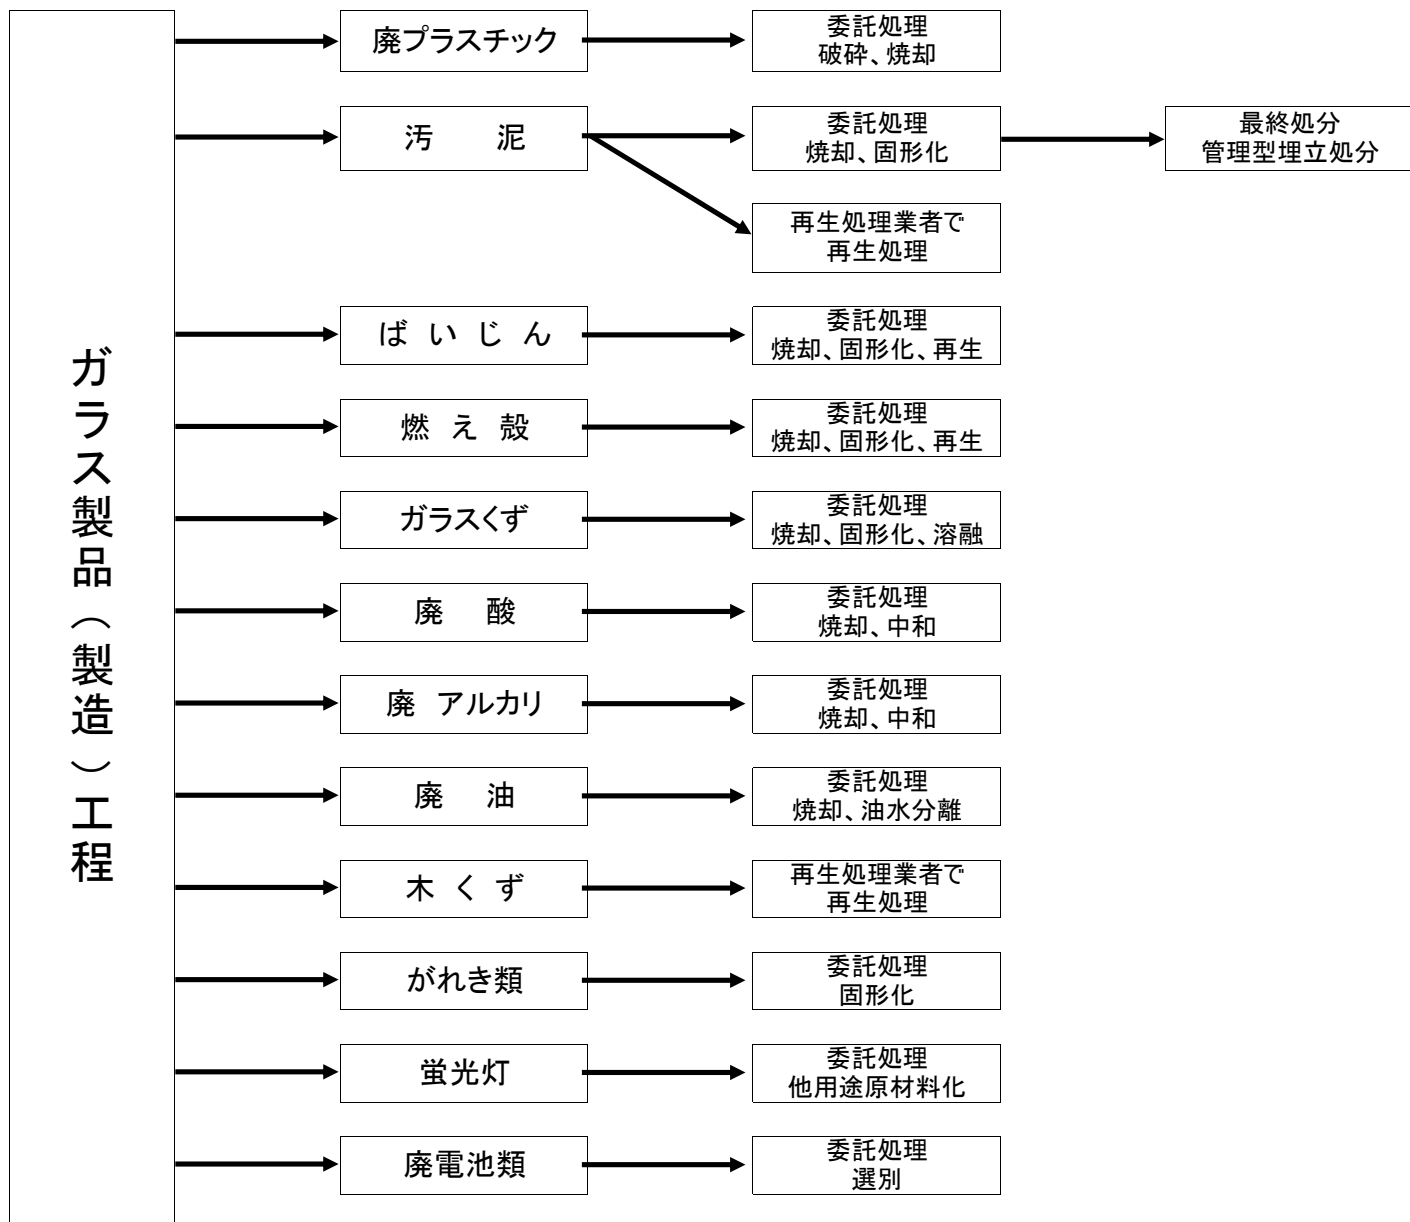 ガラス製品（製造）工程
廃プラスチック
委託処理
破砕、焼却
汚　　泥
委託処理
焼却、固形化
最終処分
管理型埋立処分
再生処理業者で
再生処理
ば い じ ん
委託処理
焼却、固形化、再生
燃 え 殻
委託処理
焼却、固形化、再生
ガラスくず
委託処理
焼却、固形化、溶融
廃　酸
委託処理
焼却、中和
廃 アルカリ
委託処理
焼却、中和
廃　油
委託処理
焼却、油水分離
木 く ず
再生処理業者で
再生処理
がれき類
委託処理
固形化
蛍光灯
委託処理
他用途原材料化
廃電池類
委託処理
選別